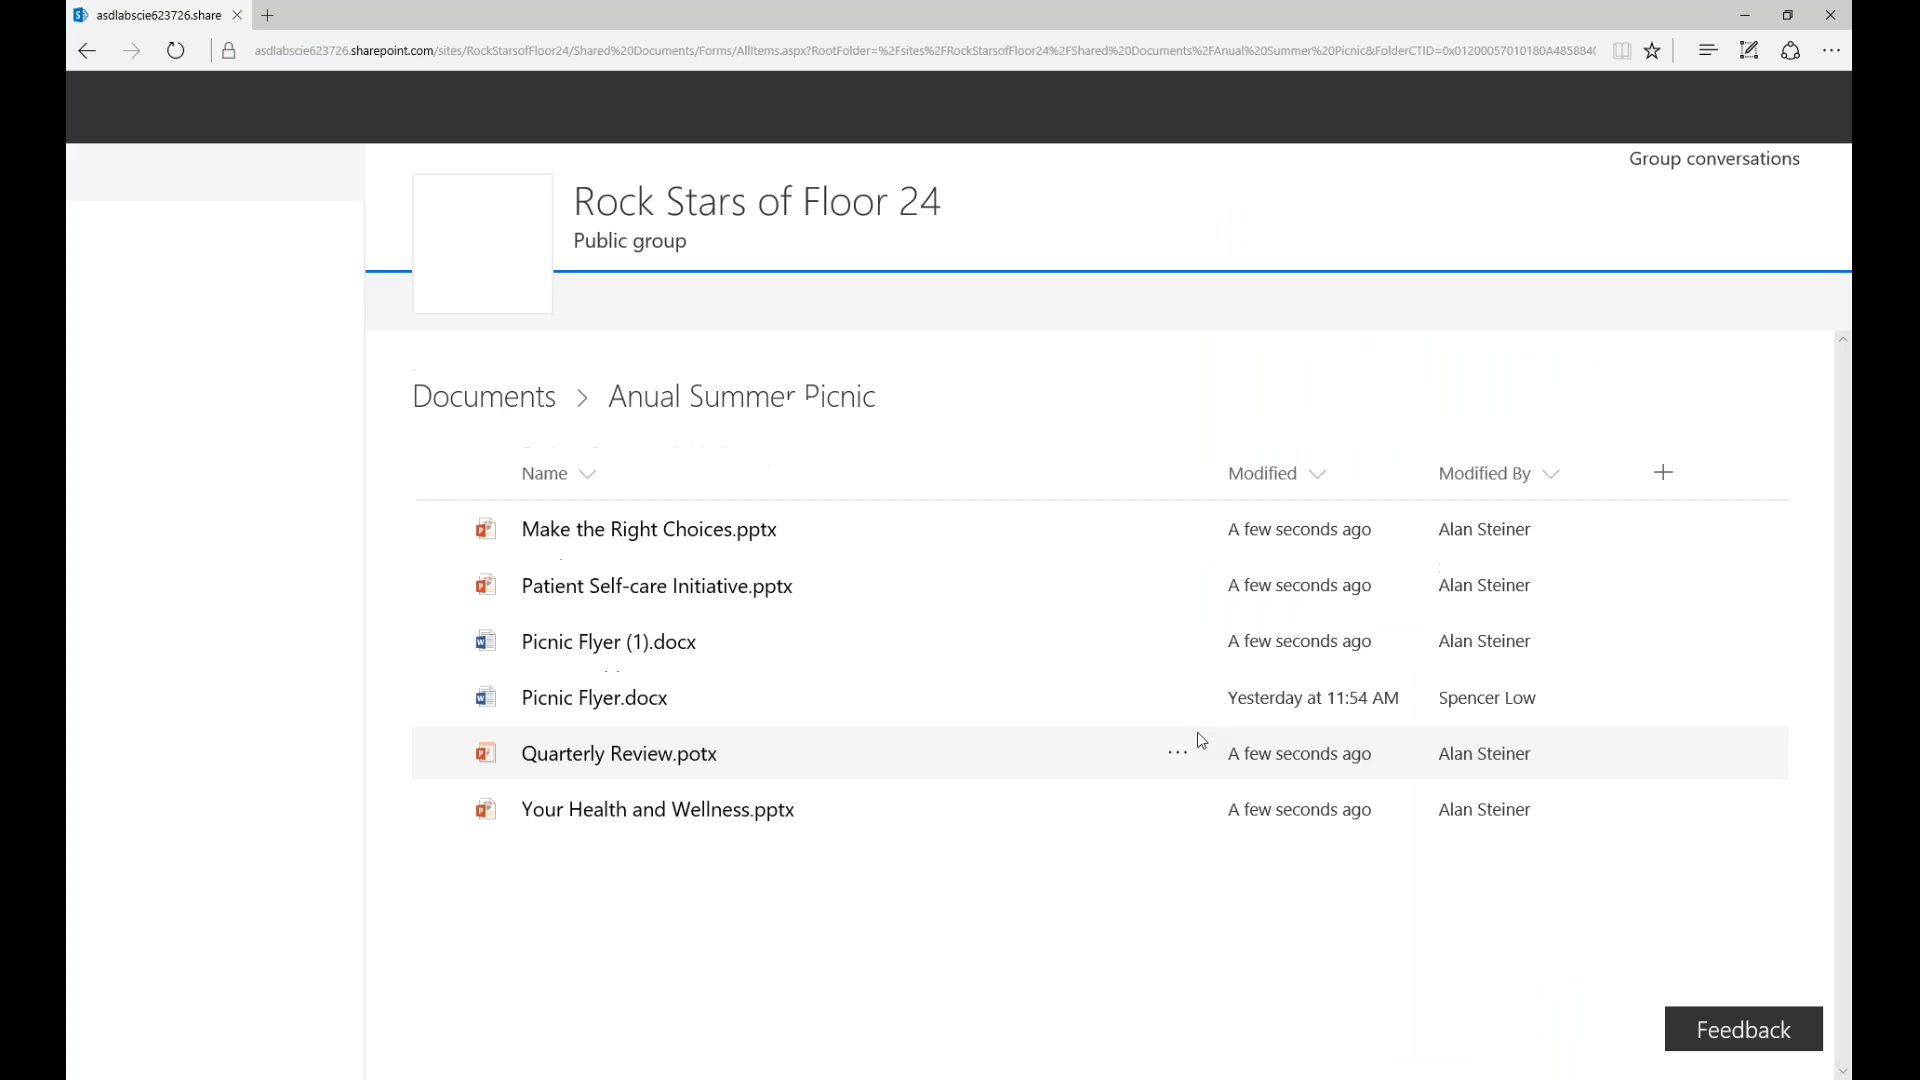 asdlabscie623726.share
asdlabscie623726.sharepoint.com/sites/RockStarsofFloor24/Shared%20Documents/Forms/AllItems.aspx?RootFolder=%2Fsites%2FRockStarsofFloor24%2FShared%20Documents%2FAnual%20Summer%20Picnic&FolderCTID=0x01200057010180A485884(
Group conversations
Rock Stars of Floor 24
Public group
Documents > Anual Summer Picnic
Name Modified Modified By
Make the Right Choices.pptx A few seconds ago Alan Steiner
Patient Self-care Initiative.pptx A few seconds ago Alan Steiner
Picnic Flyer (1).docx A few seconds ago Alan Steiner
Picnic Flyer.docx Yesterday at 11:54 AM Spencer Low
Quarterly Review.potx A few seconds ago Alan Steiner
Your Health and Wellness.pptx A few seconds ago Alan Steiner
Feedback